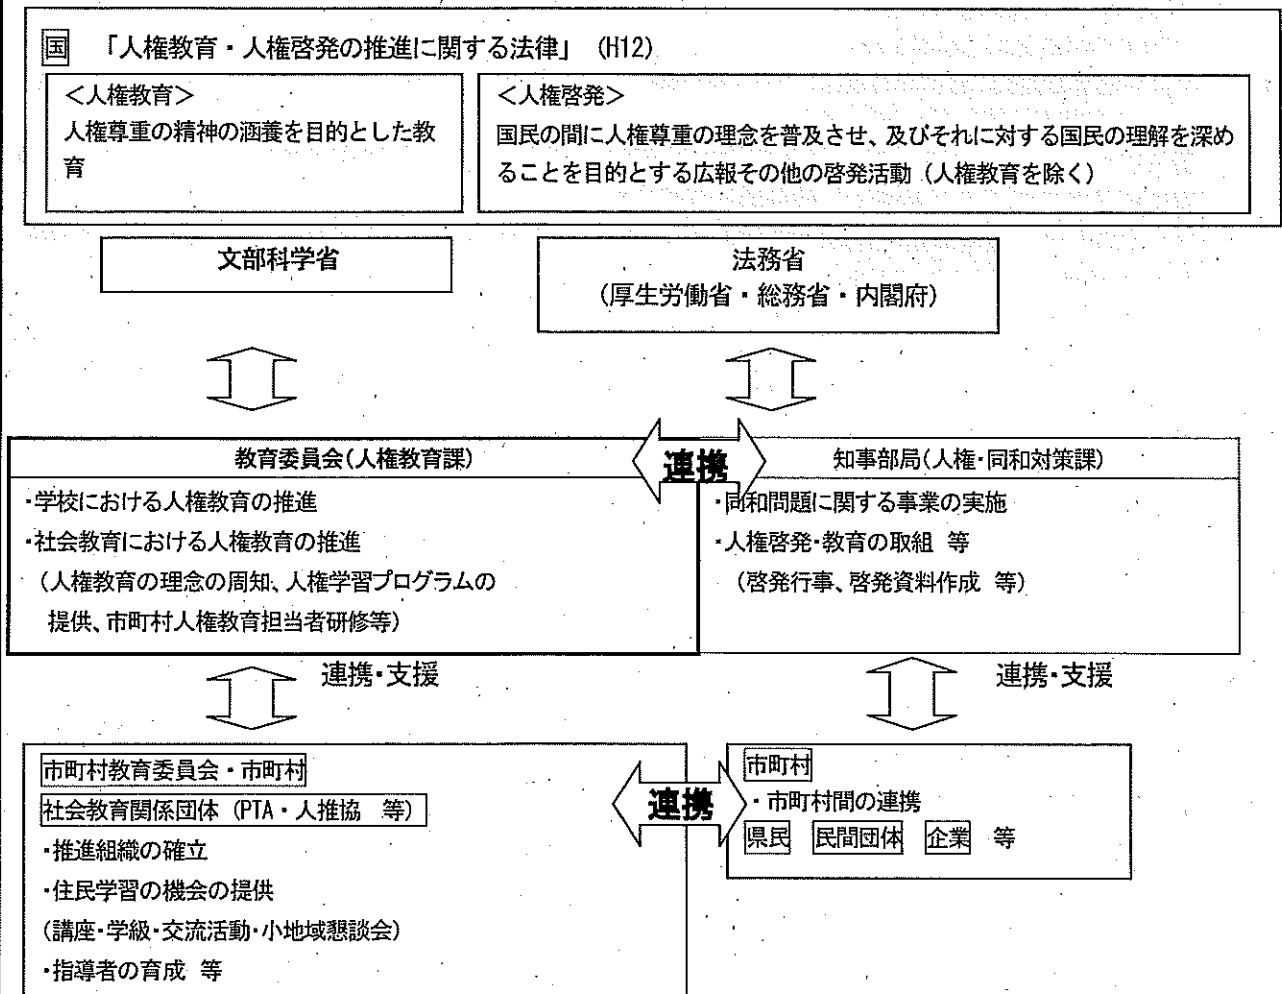 国 「人権教育・人権啓発の推進に関する法律」 (H12)
<人権教育>
人権尊重の精神の涵養を目的とした教
育
<人権啓発>
国民の間に人権尊重の理念を普及させ、及びそれに対する国民の理解を深め
ることを目的とする広報その他の啓発活動(人権教育を除く)
文部科学省
法務省
(厚生労働省・総務省・内閣府)
教育委員会(人権教育課)
連携
知事部局(人権・同和対策課)
・学校における人権教育の推進
・社会教育における人権教育の推進
(人権教育の理念の周知、人権学習プログラムの
提供、市町村人権教育担当者研修等)
・同和問題に関する事業の実施
・人権啓発・教育の取組 等
(啓発行事、啓発資料作成 等)
連携・支援
連携・支援
市町村教育委員会・市町村
社会教育関係団体 (PTA・人推協 等)
・推進組織の確立
・住民学習の機会の提供
(講座・学級・交流活動・小地域懇談会)
・指導者の育成 等
連携
市町村
・市町村間の連携
県民 民間団体 企業 等